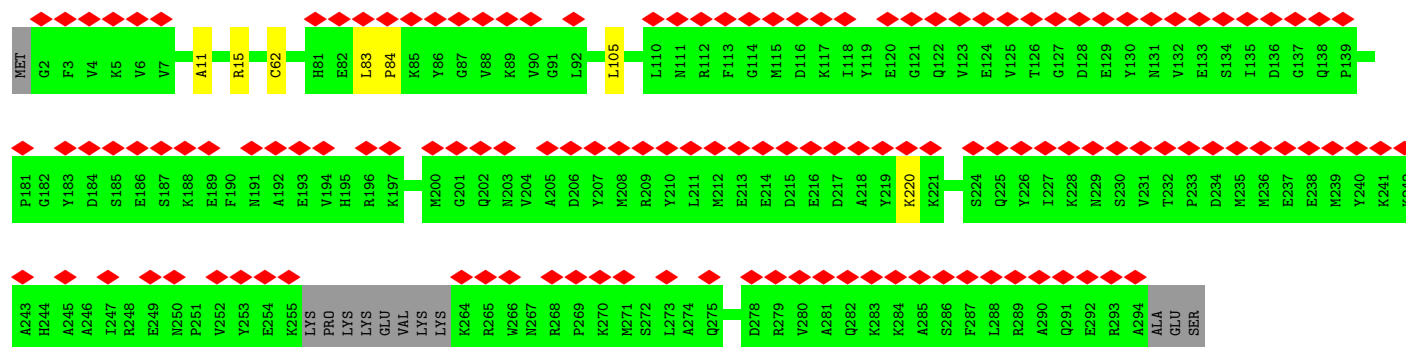 MET G2 F3 V4 K5 V6 V7 A11 R15 C62 H81 E82 L83 P84 K85 Y86 G87 V88 K89 V90 G91 L92 L105 L110 N111 R112 F113 G114 M115 D116 K117 I118 Y119 E120 G121 Q122 V123 E124 V125 T126 G127 D128 E129 Y130 N131 V132 E133 S134 I135 D136 G137 Q138 P139
P181 G182 Y183 D184 S185 E186 S187 K188 E189 F190 N191 A192 E193 V194 H195 R196 K197 M200 G201 Q202 N203 V204 A205 D206 Y207 M208 R209 Y210 L211 M212 E213 E214 D215 E216 D217 A218 Y219 K220 K221 S224 Q225 Y226 I227 K228 N229 S230 V231 T232 P233 D234 M235 M236 E237 E238 M239 Y240 K241 K242
A243 H244 A245 A246 I247 R248 E249 N250 P251 V252 Y253 E254 K255 LYS PRO LYS LYS GLU VAL LYS LYS K264 R265 W266 N267 R268 P269 K270 M271 S272 L273 A274 Q275 D278 R279 V280 A281 Q282 K283 K284 A285 S286 F287 L288 R289 A290 Q291 E292 R293 A294 ALA GLU SER